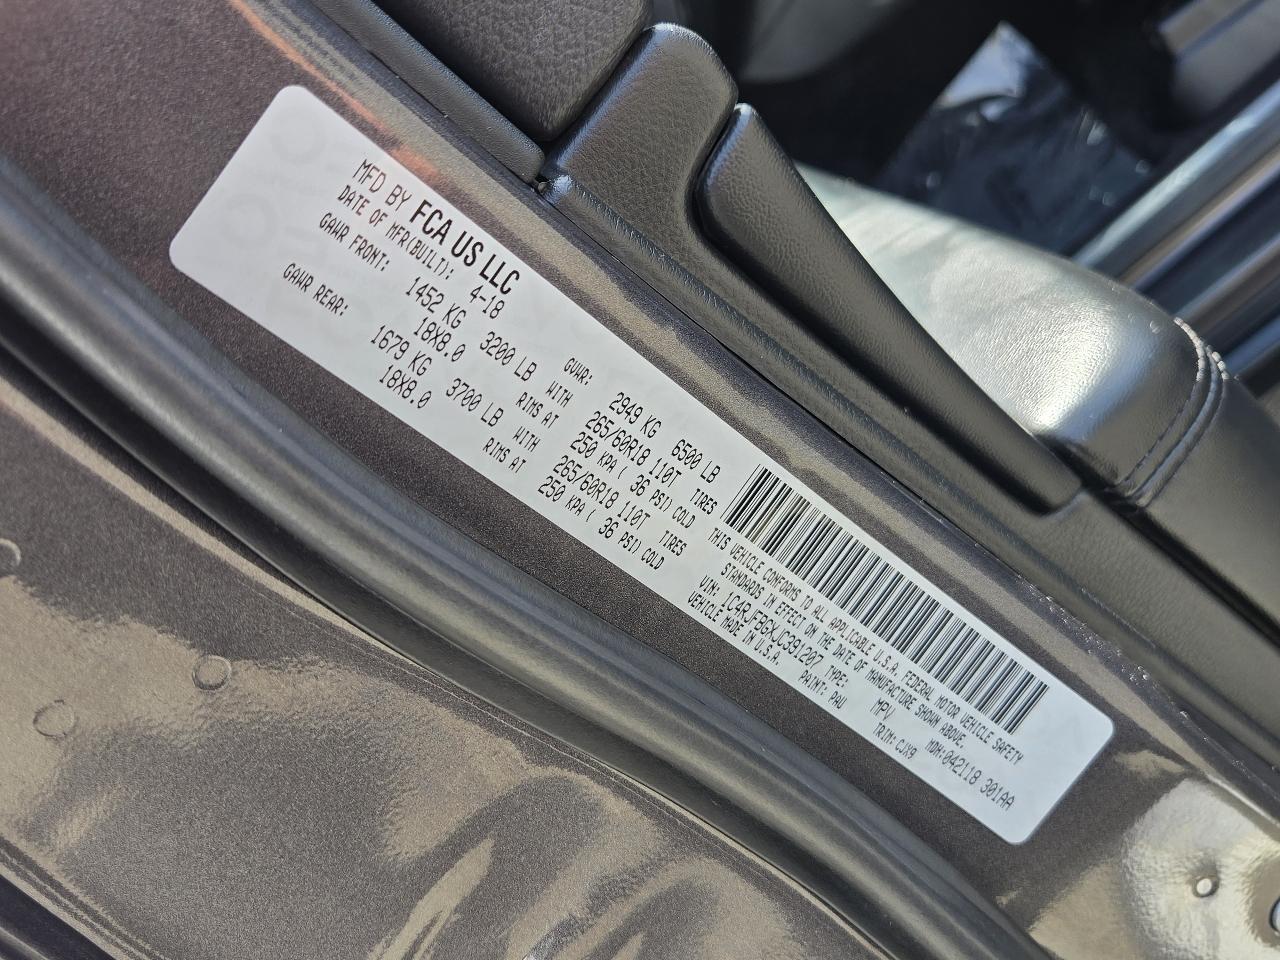 MFD BY FCA US LLC
DATE OF MFR(BUILT): 4-18 GVWR: 2949 KG 6500 LB
GAWR FRONT: 1452 KG 3200 LB WITH 265/60R18 110T TIRES
18X8.0 RIMS AT 250 KPA ( 36 PSI) COLD
GAWR REAR: 1679 KG 3700 LB WITH 265/60R18 110T TIRES
18X8.0 RIMS AT 250 KPA ( 36 PSI) COLD
THIS VEHICLE CONFORMS TO ALL APPLICABLE U.S.A. FEDERAL MOTOR VEHICLE SAFETY
STANDARDS IN EFFECT ON THE DATE OF MANUFACTURE SHOWN ABOVE.
VIN: 1C4RJFBGXJC391207 TYPE: MPV MDH:042118 301AA
VEHICLE MADE IN U.S.A. PAINT: PAU TRIM:CJX9